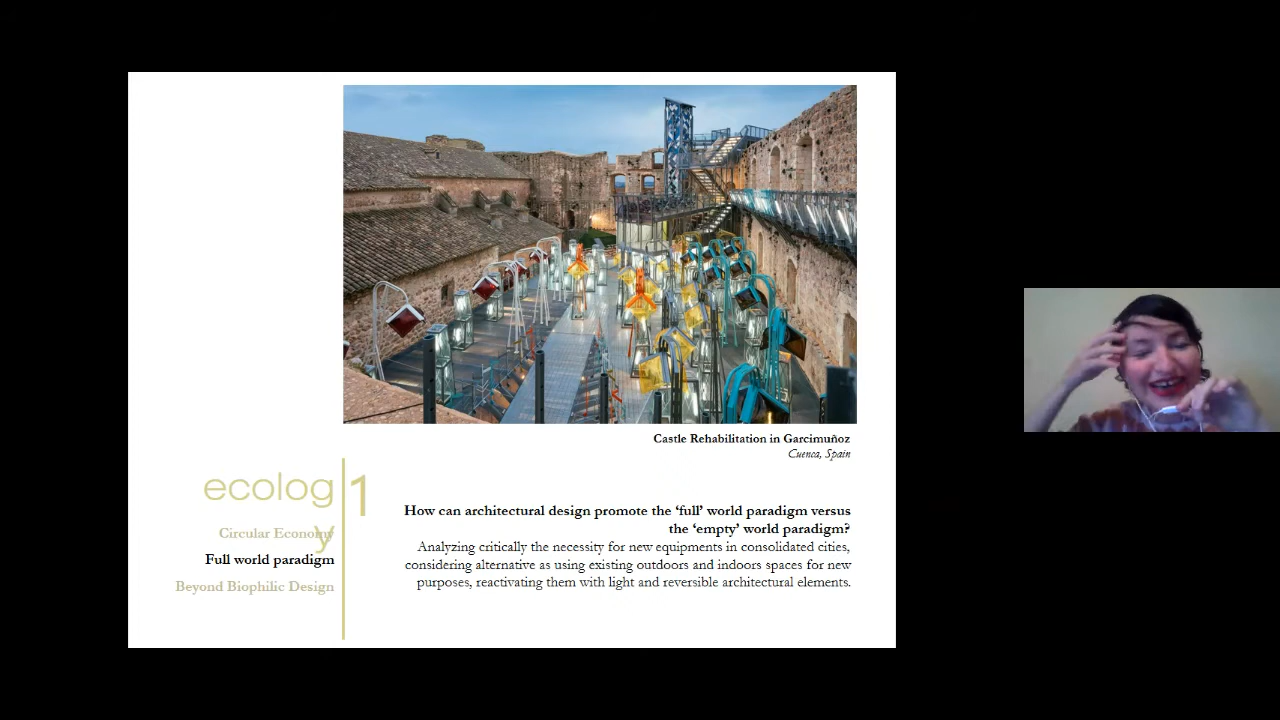 Castle Rehabilitation in Garcimuñoz
Cuenca, Spain
ecolog
y
1
Circular Economy
Full world paradigm
Beyond Biophilic Design
How can architectural design promote the ‘full’ world paradigm versus
the ‘empty’ world paradigm?
Analyzing critically the necessity for new equipments in consolidated cities,
considering alternative as using existing outdoors and indoors spaces for new
purposes, reactivating them with light and reversible architectural elements.